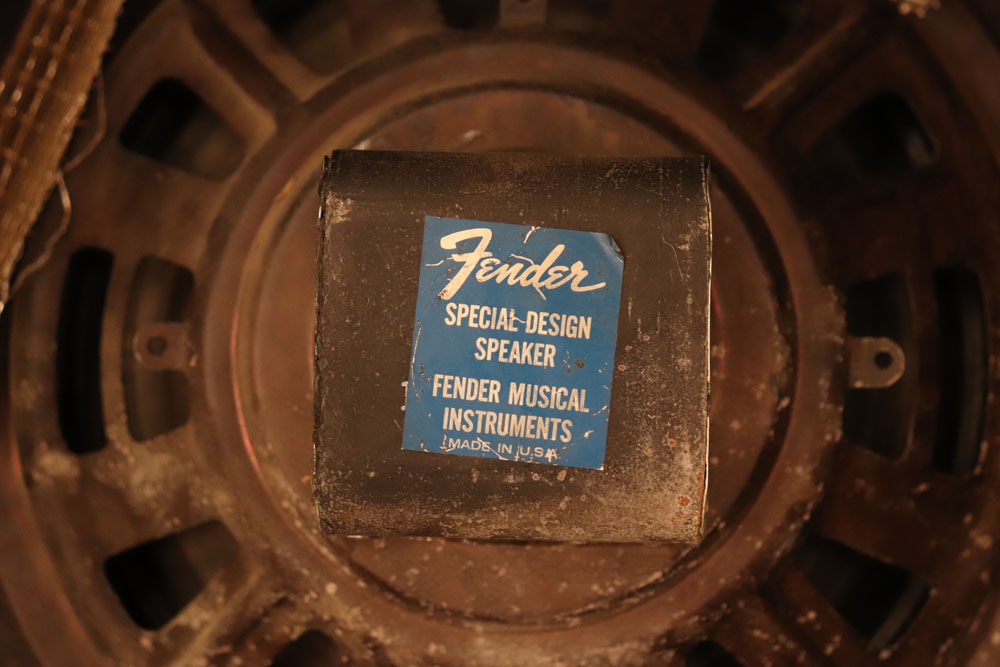 Fender
SPECIAL DESIGN
SPEAKER
FENDER MUSICAL
INSTRUMENTS
MADE IN U.S.A.